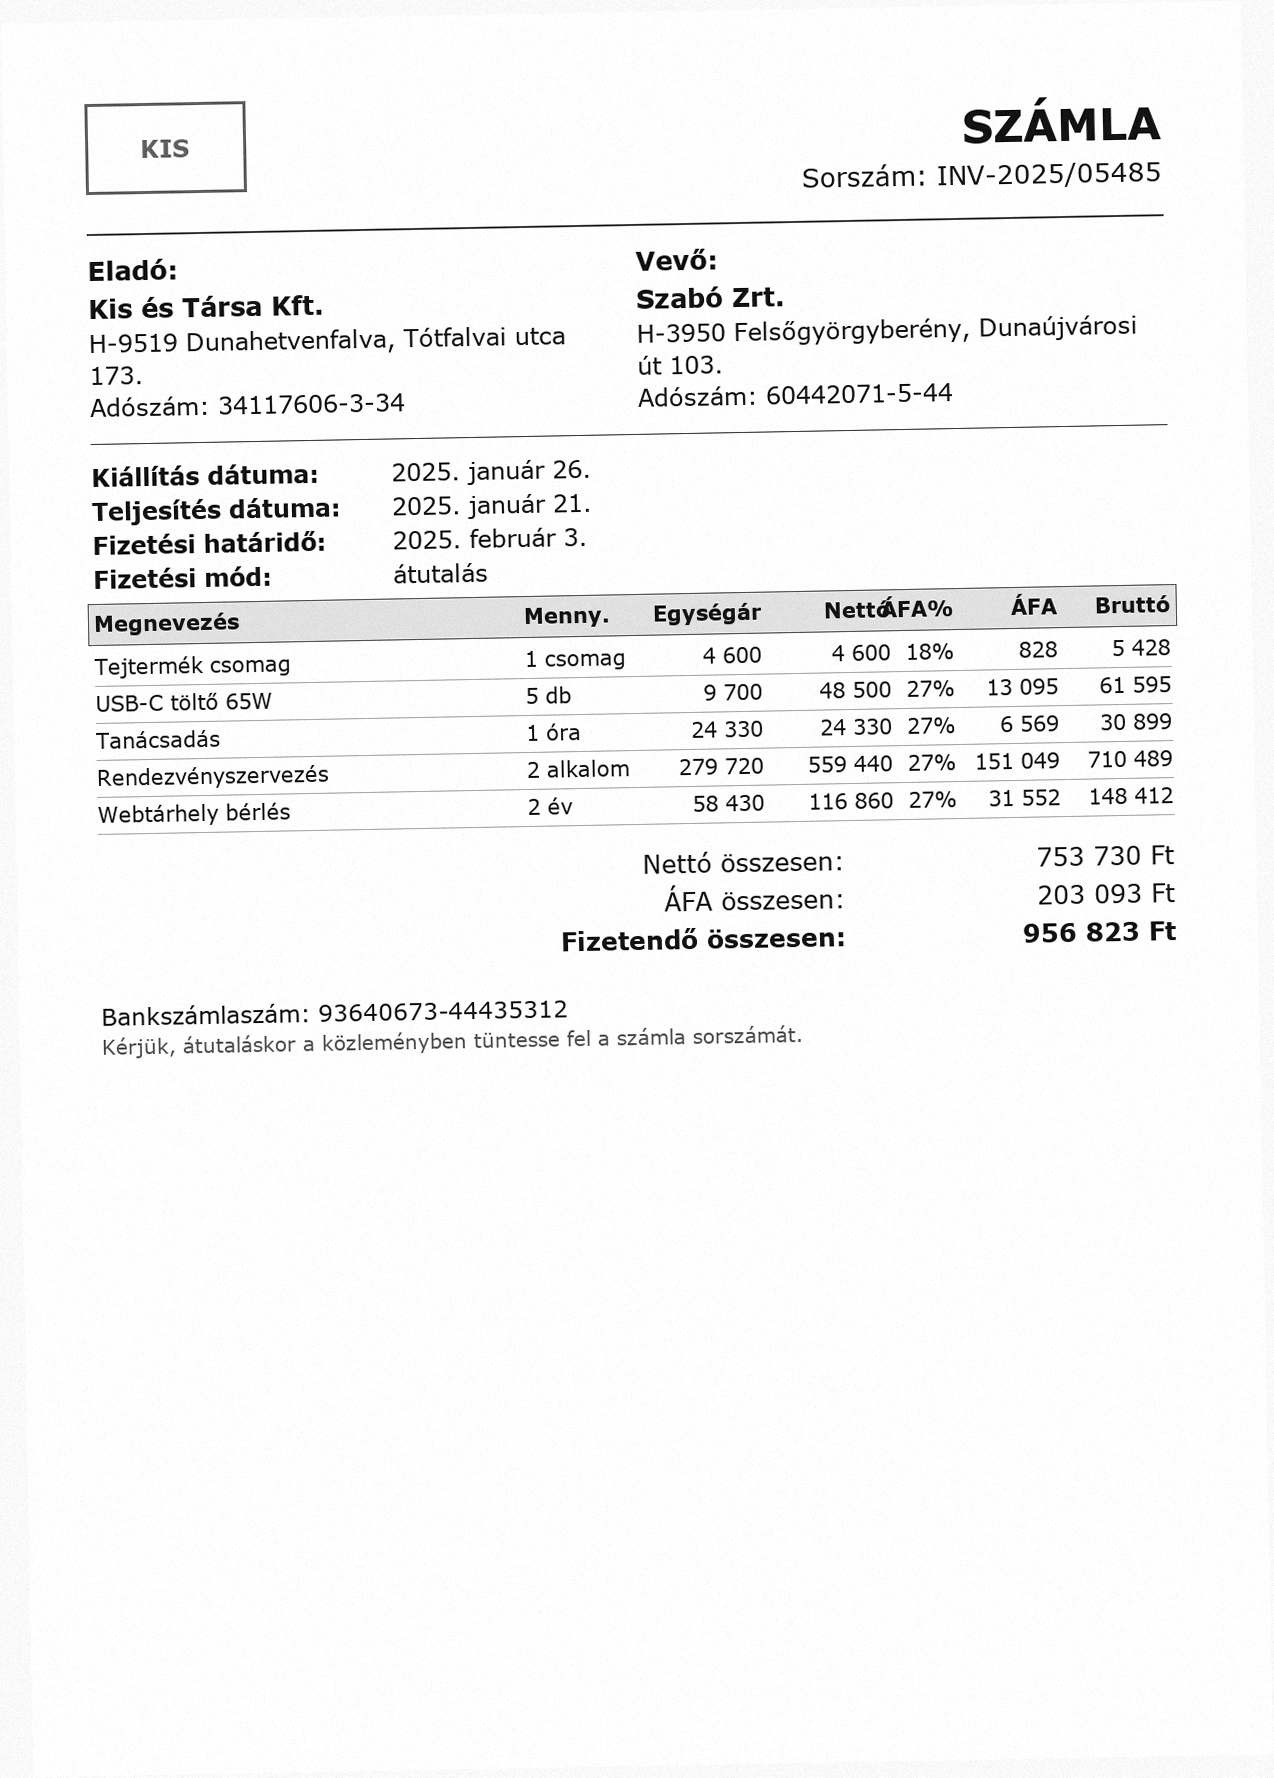 KIS
SZÁMLA
Sorszám: INV-2025/05485
Eladó:
Kis és Társa Kft.
H-9519 Dunahetvenfalva, Tótfalvai utca
173.
Adószám: 34117606-3-34
Vevő:
Szabó Zrt.
H-3950 Felsőgyörgyberény, Dunaújvárosi
út 103.
Adószám: 60442071-5-44
Kiállítás dátuma: 2025. január 26.
Teljesítés dátuma: 2025. január 21.
Fizetési határidő: 2025. február 3.
Fizetési mód: átutalás
Megnevezés Menny. Egységár Nettó ÁFA% ÁFA Bruttó
Tejtermék csomag 1 csomag 4 600 4 600 18% 828 5 428
USB-C töltő 65W 5 db 9 700 48 500 27% 13 095 61 595
Tanácsadás 1 óra 24 330 24 330 27% 6 569 30 899
Rendezvényszervezés 2 alkalom 279 720 559 440 27% 151 049 710 489
Webtárhely bérlés 2 év 58 430 116 860 27% 31 552 148 412
Nettó összesen: 753 730 Ft
ÁFA összesen: 203 093 Ft
Fizetendő összesen: 956 823 Ft
Bankszámlaszám: 93640673-44435312
Kérjük, átutaláskor a közleményben tüntesse fel a számla sorszámát.